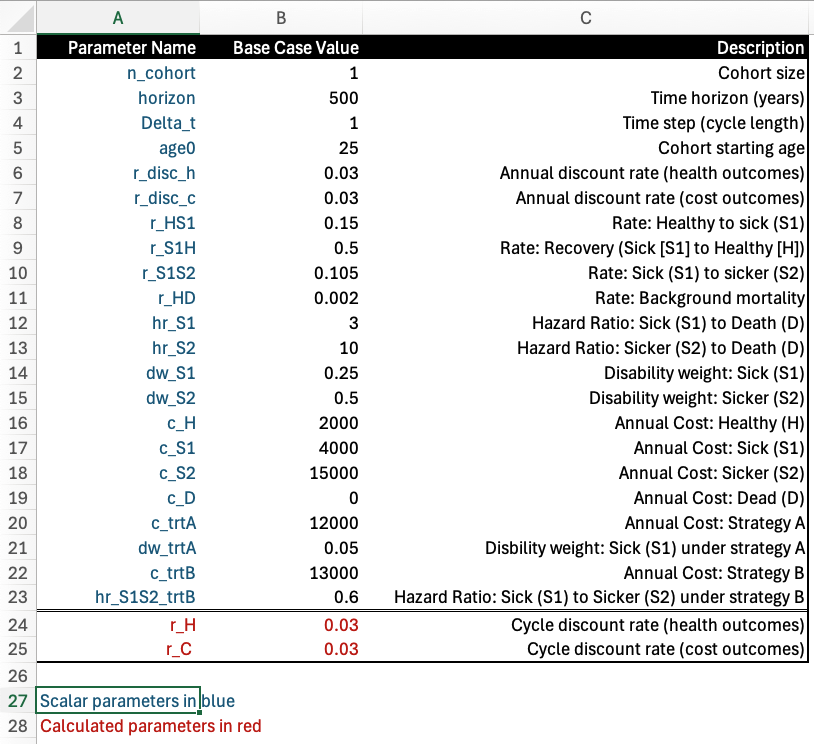 A B C
1 Parameter Name Base Case Value Description
2 n_cohort 1 Cohort size
3 horizon 500 Time horizon (years)
4 Delta_t 1 Time step (cycle length)
5 age0 25 Cohort starting age
6 r_disc_h 0.03 Annual discount rate (health outcomes)
7 r_disc_c 0.03 Annual discount rate (cost outcomes)
8 r_HS1 0.15 Rate: Healthy to sick (S1)
9 r_S1H 0.5 Rate: Recovery (Sick [S1] to Healthy [H])
10 r_S1S2 0.105 Rate: Sick (S1) to sicker (S2)
11 r_HD 0.002 Rate: Background mortality
12 hr_S1 3 Hazard Ratio: Sick (S1) to Death (D)
13 hr_S2 10 Hazard Ratio: Sicker (S2) to Death (D)
14 dw_S1 0.25 Disability weight: Sick (S1)
15 dw_S2 0.5 Disability weight: Sicker (S2)
16 c_H 2000 Annual Cost: Healthy (H)
17 c_S1 4000 Annual Cost: Sick (S1)
18 c_S2 15000 Annual Cost: Sicker (S2)
19 c_D 0 Annual Cost: Dead (D)
20 c_trtA 12000 Annual Cost: Strategy A
21 dw_trtA 0.05 Disbility weight: Sick (S1) under strategy A
22 c_trtB 13000 Annual Cost: Strategy B
23 hr_S1S2_trtB 0.6 Hazard Ratio: Sick (S1) to Sicker (S2) under strategy B
24 r_H 0.03 Cycle discount rate (health outcomes)
25 r_C 0.03 Cycle discount rate (cost outcomes)
26
27 Scalar parameters in blue
28 Calculated parameters in red